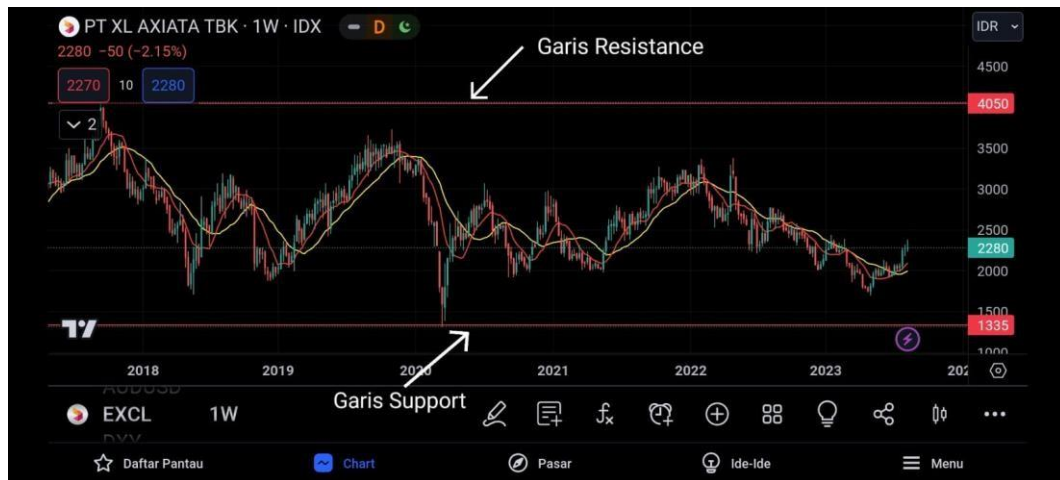 PT XL AXIATA TBK · 1W · IDX D
IDR
2280 −50 (−2.15%)
Garis Resistance
2270 10 2280
4500
4050
2
3500
3000
2500
2280
2000
1500
1335
1000
2018 2019 2020 2021 2022 2023 202
AUDUSD
Garis Support
EXCL 1W
DXY
Daftar Pantau Chart Pasar Ide-Ide Menu